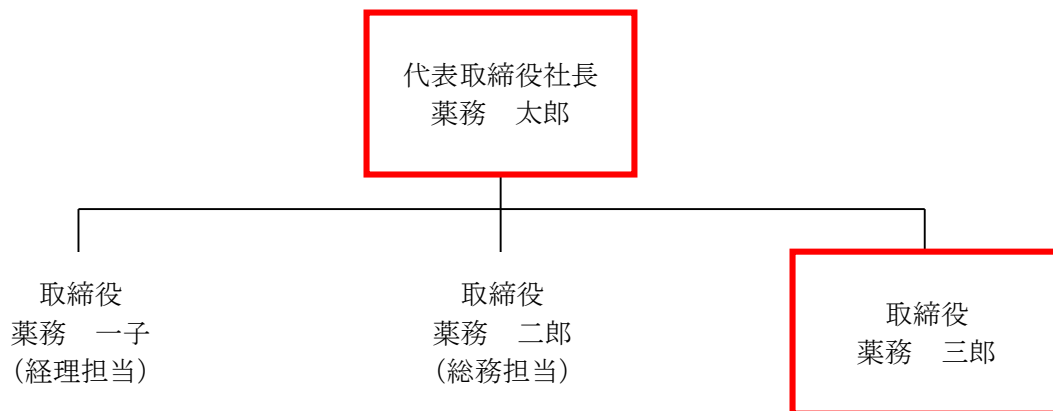 代表取締役社長
薬務　太郎
取締役
薬務　一子
（経理担当）
取締役
薬務　二郎
（総務担当）
取締役
薬務　三郎